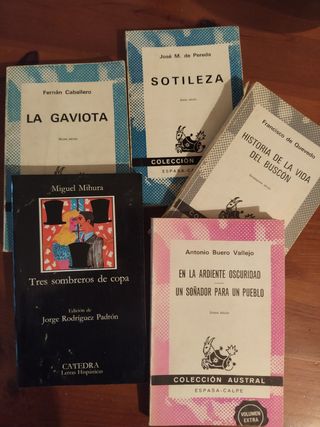 Fernán Caballero
LA GAVIOTA
José M. de Pereda
SOTILEZA
COLECCIÓN
ESPASA-CALPE
Francisco de Quevedo
HISTORIA DE LA VIDA
DEL BUSCÓN
Miguel Mihura
Tres sombreros de copa
Edición de
Jorge Rodríguez Padrón
CATEDRA
Letras Hispánicas
Antonio Buero Vallejo
EN LA ARDIENTE OSCURIDAD
UN SOÑADOR PARA UN PUEBLO
COLECCIÓN AUSTRAL
ESPASA-CALPE
VOLUMEN
EXTRA